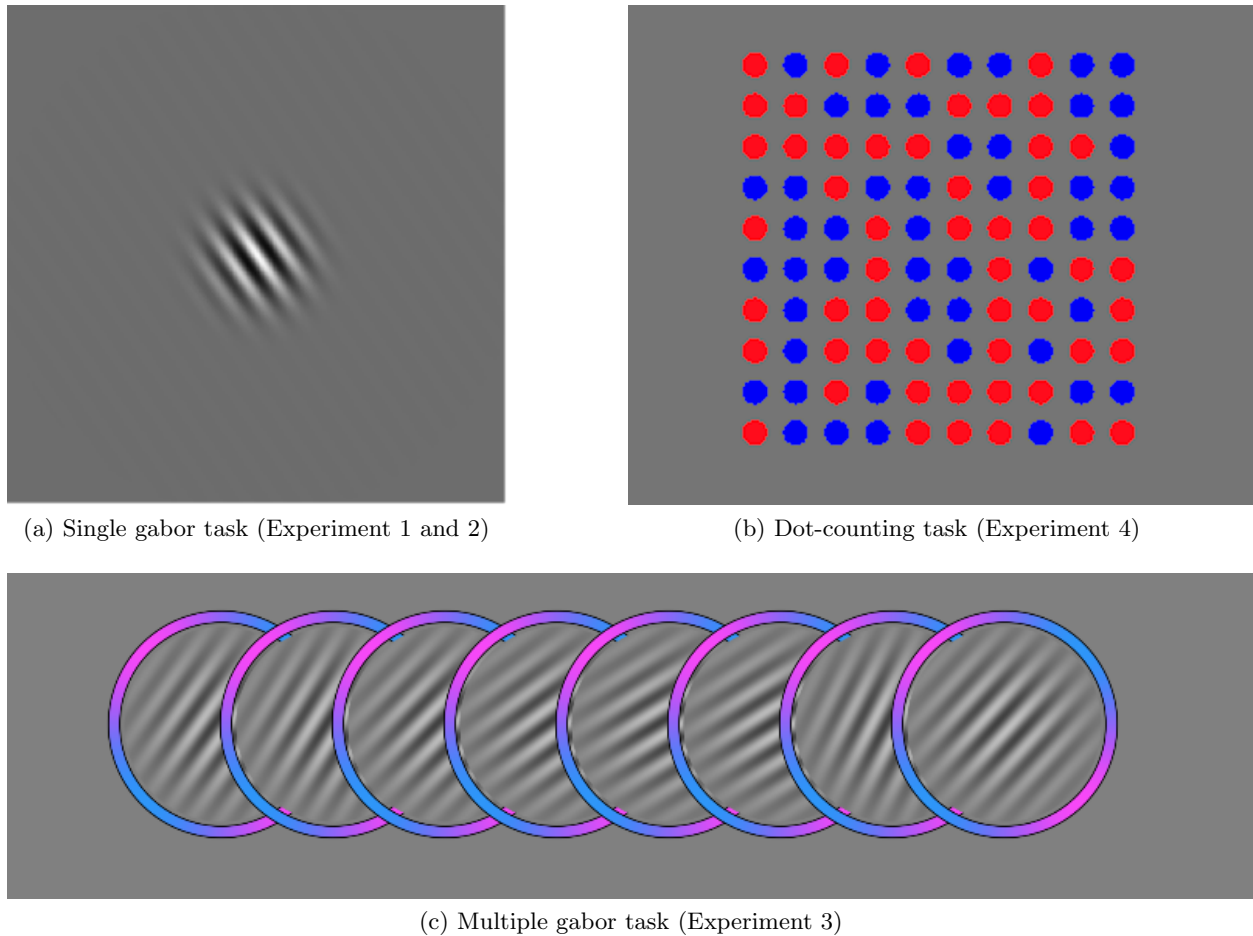 (a) Single gabor task (Experiment 1 and 2)
(b) Dot-counting task (Experiment 4)
(c) Multiple gabor task (Experiment 3)